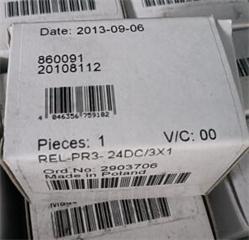 Date: 2013-09-06
860091
20108112
4 046356 759182
Pieces: 1
V/C: 00
REL-PR3- 24DC/3X1
Ord.No: 2903706
Made in Poland